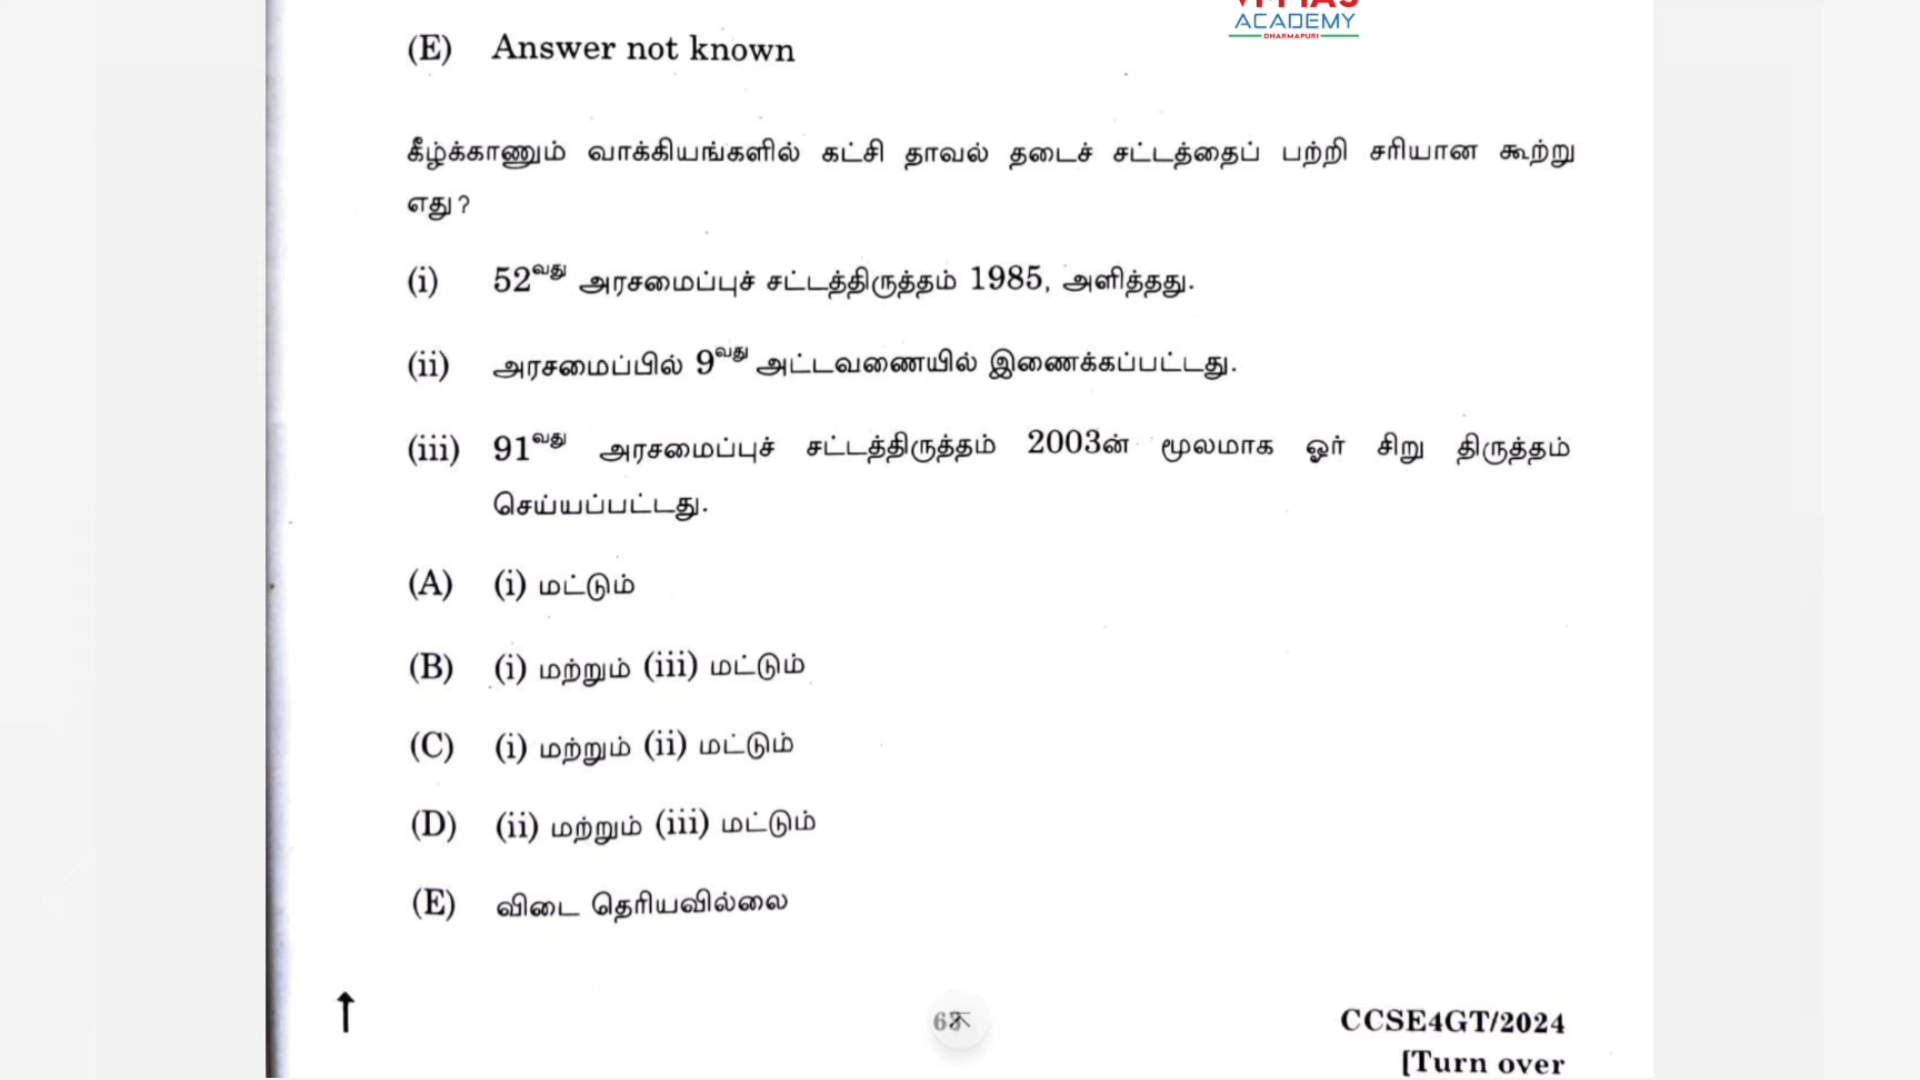 ACADEMY
DHARMAPURI
(E) Answer not known
கீழ்க்காணும் வாக்கியங்களில் கட்சி தாவல் தடைச் சட்டத்தைப் பற்றி சரியான கூற்று
எது?
(i) 52வது அரசமைப்புச் சட்டத்திருத்தம் 1985, அளித்தது.
(ii) அரசமைப்பில் 9வது அட்டவணையில் இணைக்கப்பட்டது.
(iii) 91வது அரசமைப்புச் சட்டத்திருத்தம் 2003ன் மூலமாக ஓர் சிறு திருத்தம்
செய்யப்பட்டது.
(A) (i) மட்டும்
(B) (i) மற்றும் (iii) மட்டும்
(C) (i) மற்றும் (ii) மட்டும்
(D) (ii) மற்றும் (iii) மட்டும்
(E) விடை தெரியவில்லை
CCSE4GT/2024
[Turn over